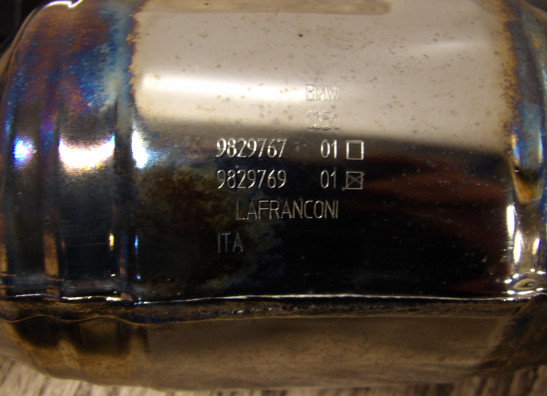 BMW
9829767 01 ☐
9829769 01 ☒
LAFRANCONI
ITA